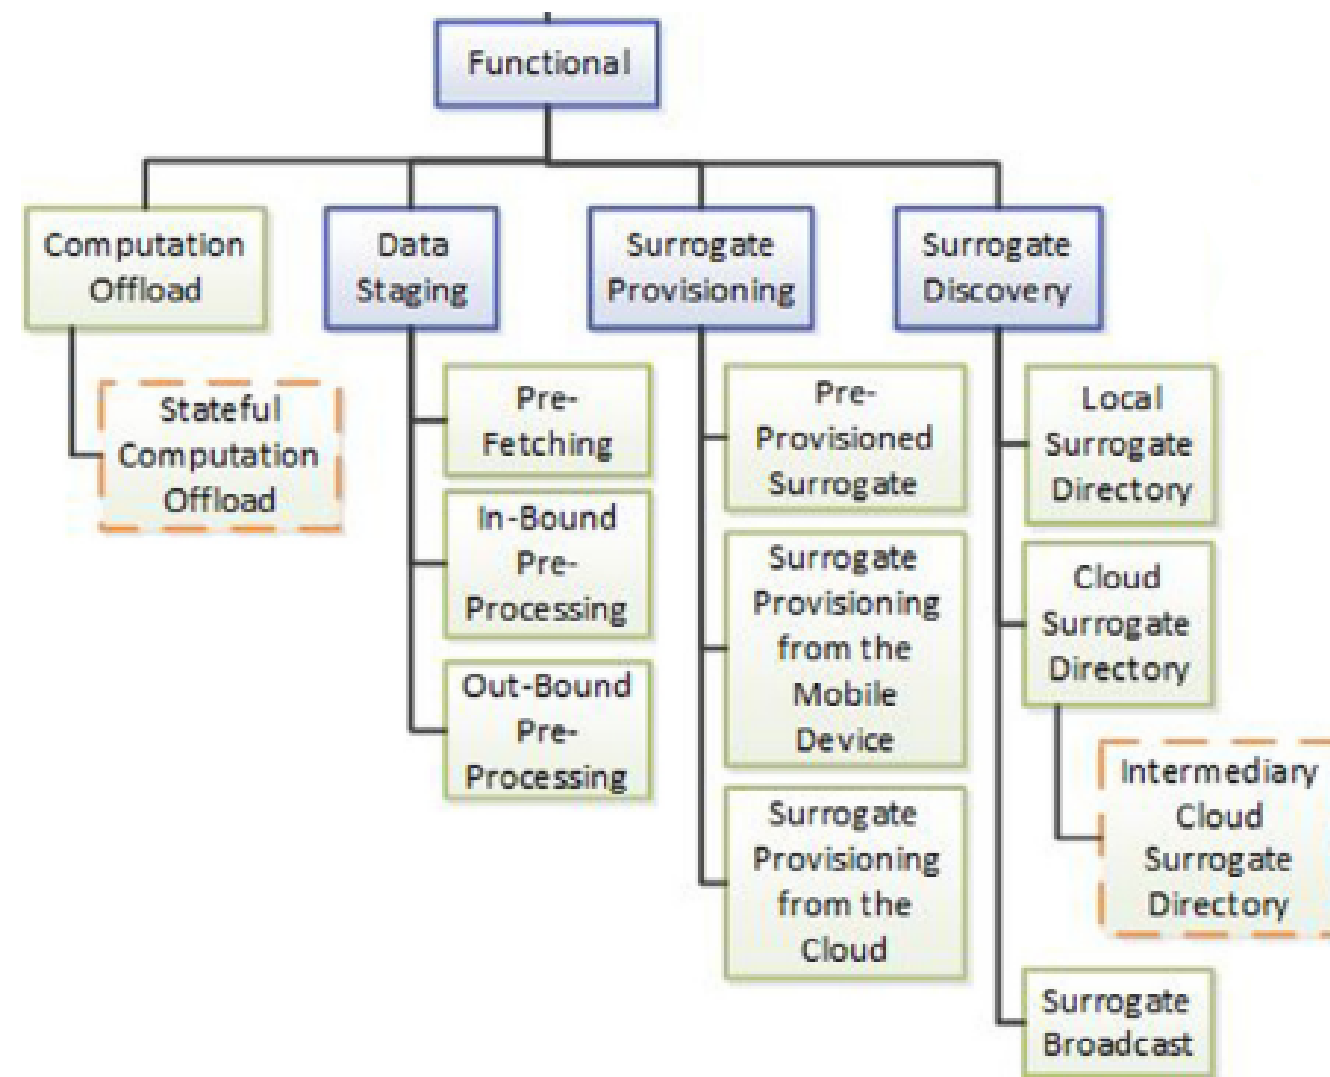 Functional
Computation
Offload
Data
Staging
Surrogate
Provisioning
Surrogate
Discovery
Stateful
Computation
Offload
Pre-
Fetching
In-Bound
Pre-
Processing
Out-Bound
Pre-
Processing
Pre-
Provisioned
Surrogate
Surrogate
Provisioning
from the
Mobile
Device
Surrogate
Provisioning
from the
Cloud
Local
Surrogate
Directory
Cloud
Surrogate
Directory
Intermediary
Cloud
Surrogate
Directory
Surrogate
Broadcast